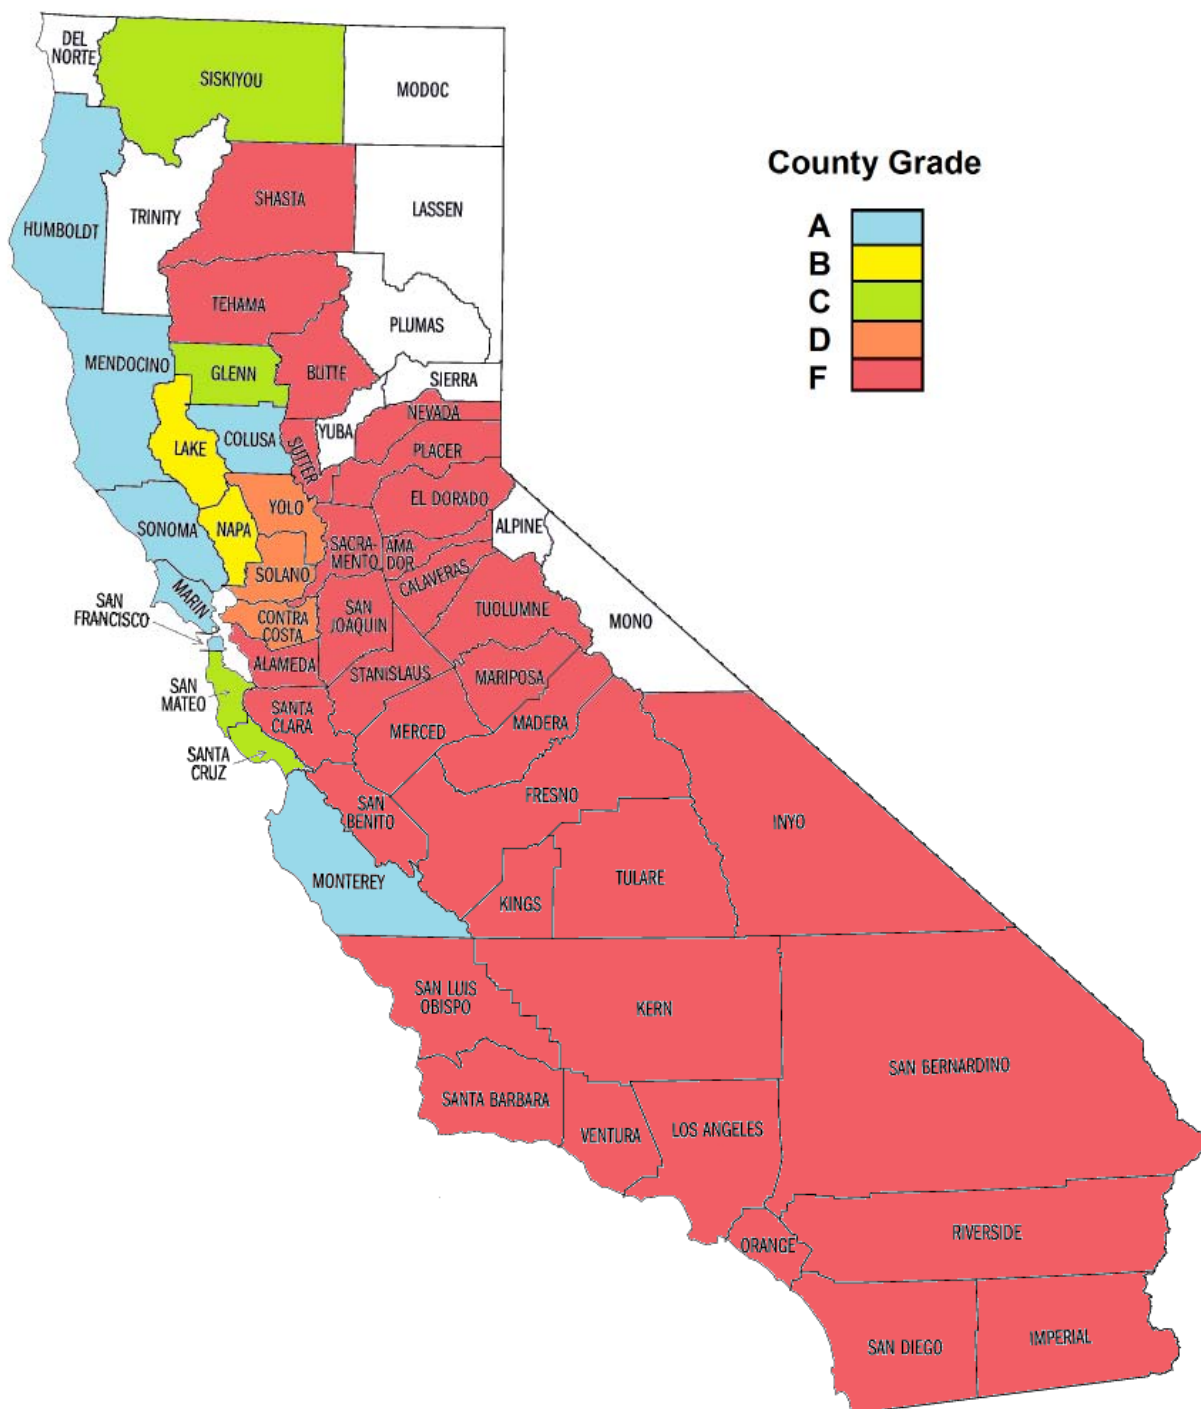 DEL
NORTE
SISKIYOU
MODOC
County Grade
SHASTA
LASSEN
TRINITY
HUMBOLDT
A
B
C
D
F
TEHAMA
PLUMAS
MENDOCINO
GLENN
BUTTE
SIERRA
NEVADA
YUBA
COLUSA
LAKE
SUTTER
PLACER
EL DORADO
YOLO
SONOMA
NAPA
ALPINE
SACRA-
MENTO
AMA
DOR
SOLANO
CALAVERAS
MARIN
SAN
FRANCISCO
CONTRA
COSTA
SAN
JOAQUIN
TUOLUMNE
MONO
ALAMEDA
STANISLAUS
MARIPOSA
SAN
MATEO
SANTA
CLARA
MERCED
MADERA
SANTA
CRUZ
FRESNO
SAN
BENITO
INYO
MONTEREY
KINGS
TULARE
SAN LUIS
OBISPO
KERN
SAN BERNARDINO
SANTA BARBARA
VENTURA
LOS ANGELES
ORANGE
RIVERSIDE
SAN DIEGO
IMPERIAL